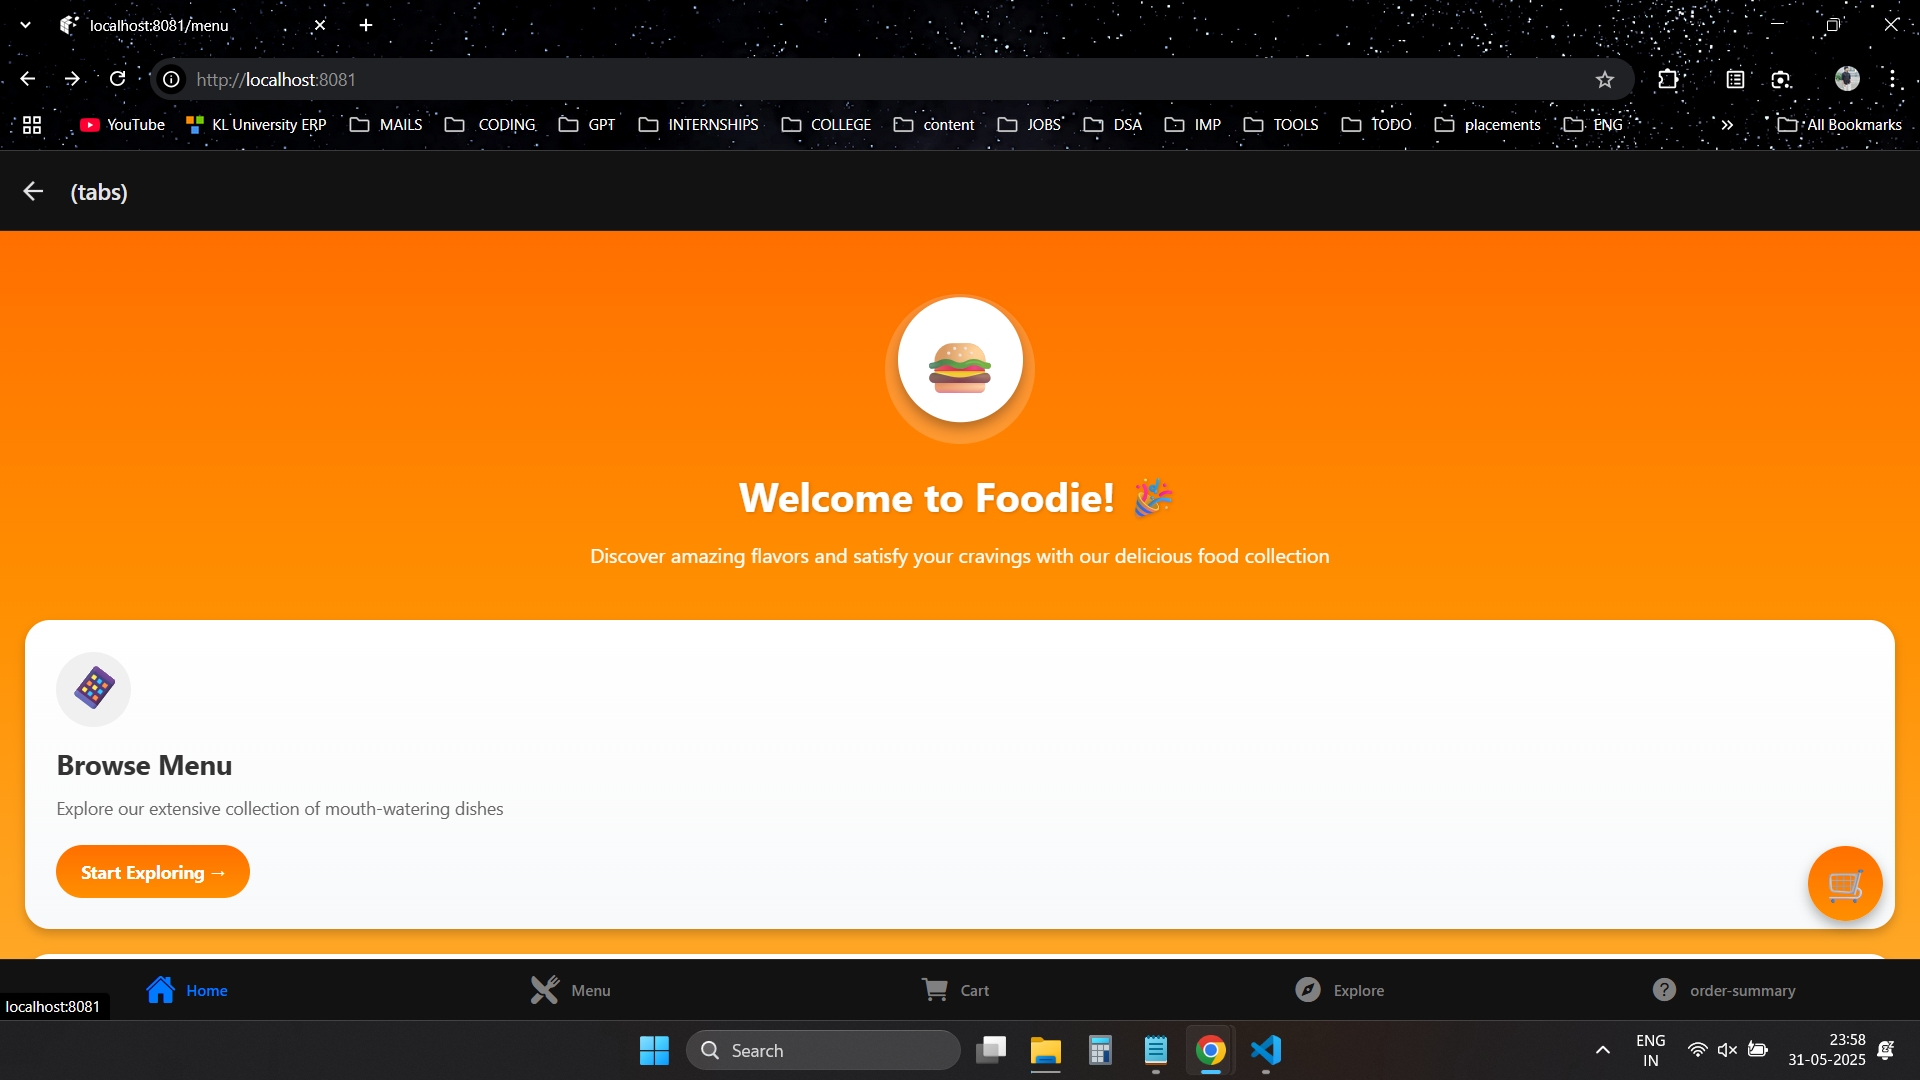 localhost:8081/menu
http://localhost:8081
YouTube
KL University ERP
MAILS
CODING
GPT
INTERNSHIPS
COLLEGE
content
JOBS
DSA
IMP
TOOLS
TODO
placements
ENG
All Bookmarks
(tabs)
Welcome to Foodie!
Discover amazing flavors and satisfy your cravings with our delicious food collection
Browse Menu
Explore our extensive collection of mouth-watering dishes
Start Exploring →
Home
Menu
Cart
Explore
order-summary
localhost:8081
Search
ENG
IN
23:58
31-05-2025